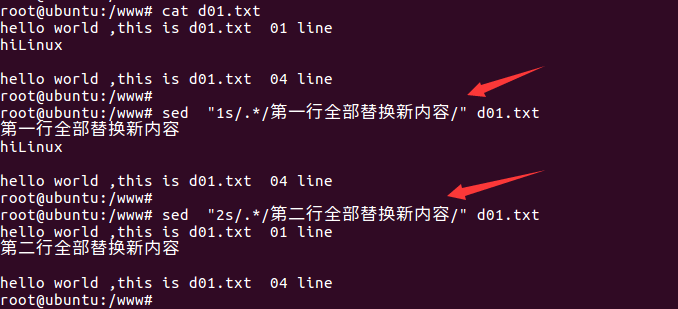 root@ubuntu:/www# cat d01.txt
hello world ,this is d01.txt  01 line
hiLinux

hello world ,this is d01.txt  04 line
root@ubuntu:/www#
root@ubuntu:/www# sed  "1s/.*/第一行全部替换新内容/" d01.txt
第一行全部替换新内容
hiLinux

hello world ,this is d01.txt  04 line
root@ubuntu:/www#
root@ubuntu:/www# sed  "2s/.*/第二行全部替换新内容/" d01.txt
hello world ,this is d01.txt  01 line
第二行全部替换新内容

hello world ,this is d01.txt  04 line
root@ubuntu:/www#